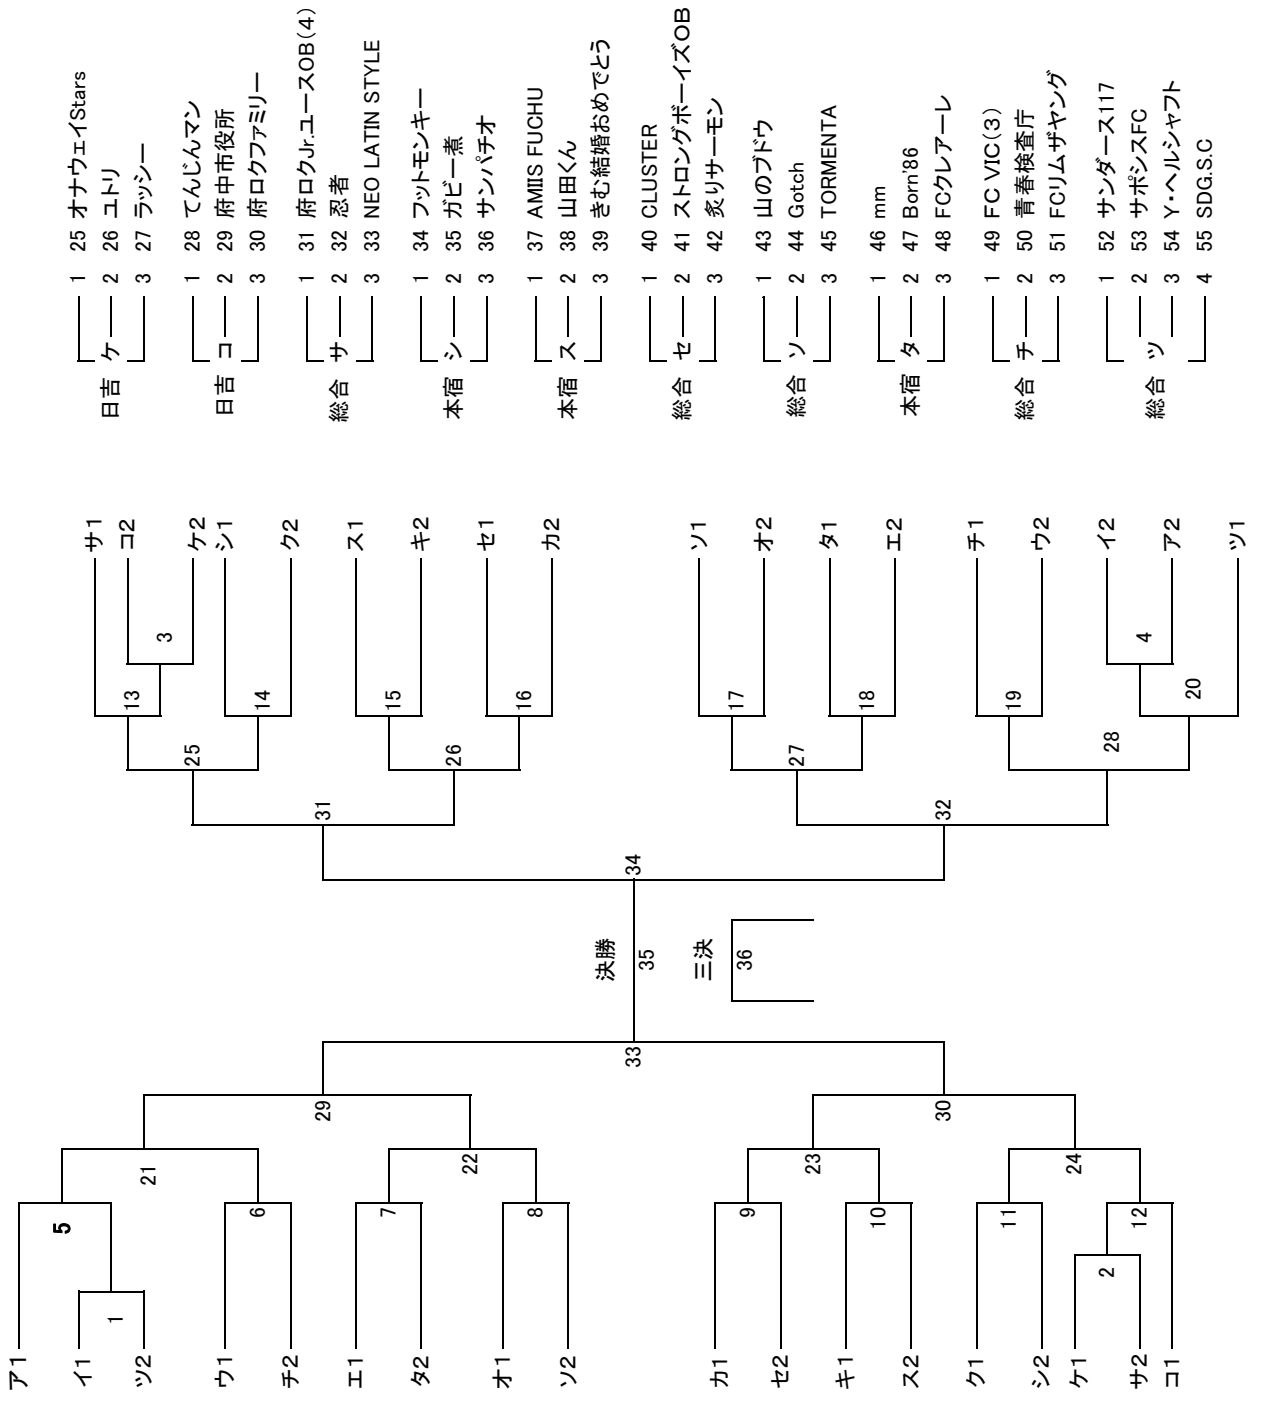 日吉 ケ
1 25 オナウェイStars
2 26 ユトリ
3 27 ラッシー
日吉 コ
1 28 てんじんマン
2 29 府中市役所
3 30 府ロクファミリー
総合 サ
1 31 府ロクJr.ユースOB(4)
2 32 忍者
3 33 NEO LATIN STYLE
本宿 シ
1 34 フットモンキー
2 35 ガビー煮
3 36 サンパチオ
本宿 ス
1 37 AMIIS FUCHU
2 38 山田くん
3 39 きむ結婚おめでとう
総合 セ
1 40 CLUSTER
2 41 ストロングボーイズOB
3 42 炙りサーモン
総合 ソ
1 43 山のブドウ
2 44 Gotch
3 45 TORMENTA
本宿 タ
1 46 mm
2 47 Born'86
3 48 FCクレアーレ
総合 チ
1 49 FC VIC(3)
2 50 青春検査庁
3 51 FCリムザヤング
総合 ツ
1 52 サンダース117
2 53 サポシスFC
3 54 Y・ヘルシャフト
4 55 SDG.S.C
サ1
コ2
ケ2
シ1
ク2
ス1
キ2
セ1
カ2
ソ1
オ2
タ1
エ2
チ1
ウ2
イ2
ア2
ツ1
3
4
13
14
15
16
17
18
19
20
25
26
27
28
31
32
34
決勝
35
三決
36
33
29
30
21
22
23
24
5
6
7
8
9
10
11
12
1
2
ア1
イ1
ツ2
ウ1
チ2
エ1
タ2
オ1
ソ2
カ1
セ2
キ1
ス2
ク1
シ2
ケ1
サ2
コ1